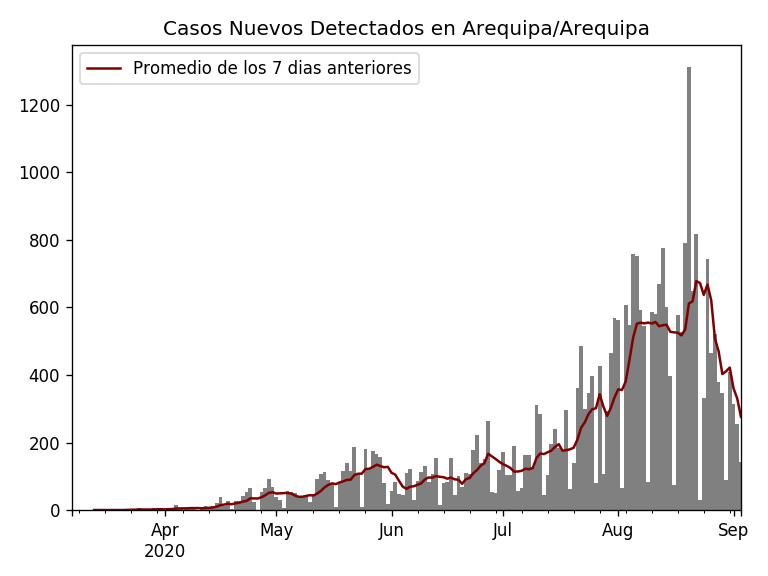 Casos Nuevos Detectados en Arequipa/Arequipa
Promedio de los 7 dias anteriores
1200
1000
800
600
400
200
0
Apr May Jun Jul Aug Sep
2020